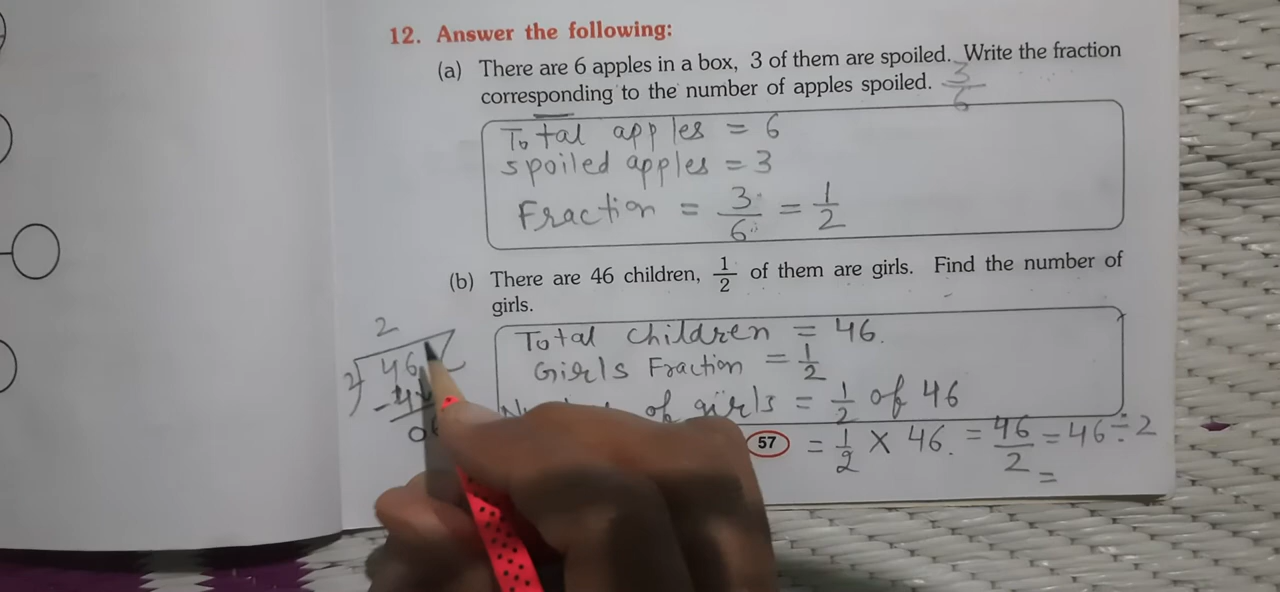 12. Answer the following:
(a) There are 6 apples in a box, 3 of them are spoiled. Write the fraction
corresponding to the number of apples spoiled. 3/6
Total apples = 6
spoiled apples = 3
Fraction = 3/6 = 1/2
(b) There are 46 children, 1/2 of them are girls. Find the number of
girls.
Total children = 46.
Girls Fraction = 1/2
of girls = 1/2 of 46
= 1/2 × 46. = 46/2 = 46 ÷ 2
=
57
2
2 46
- 4
0